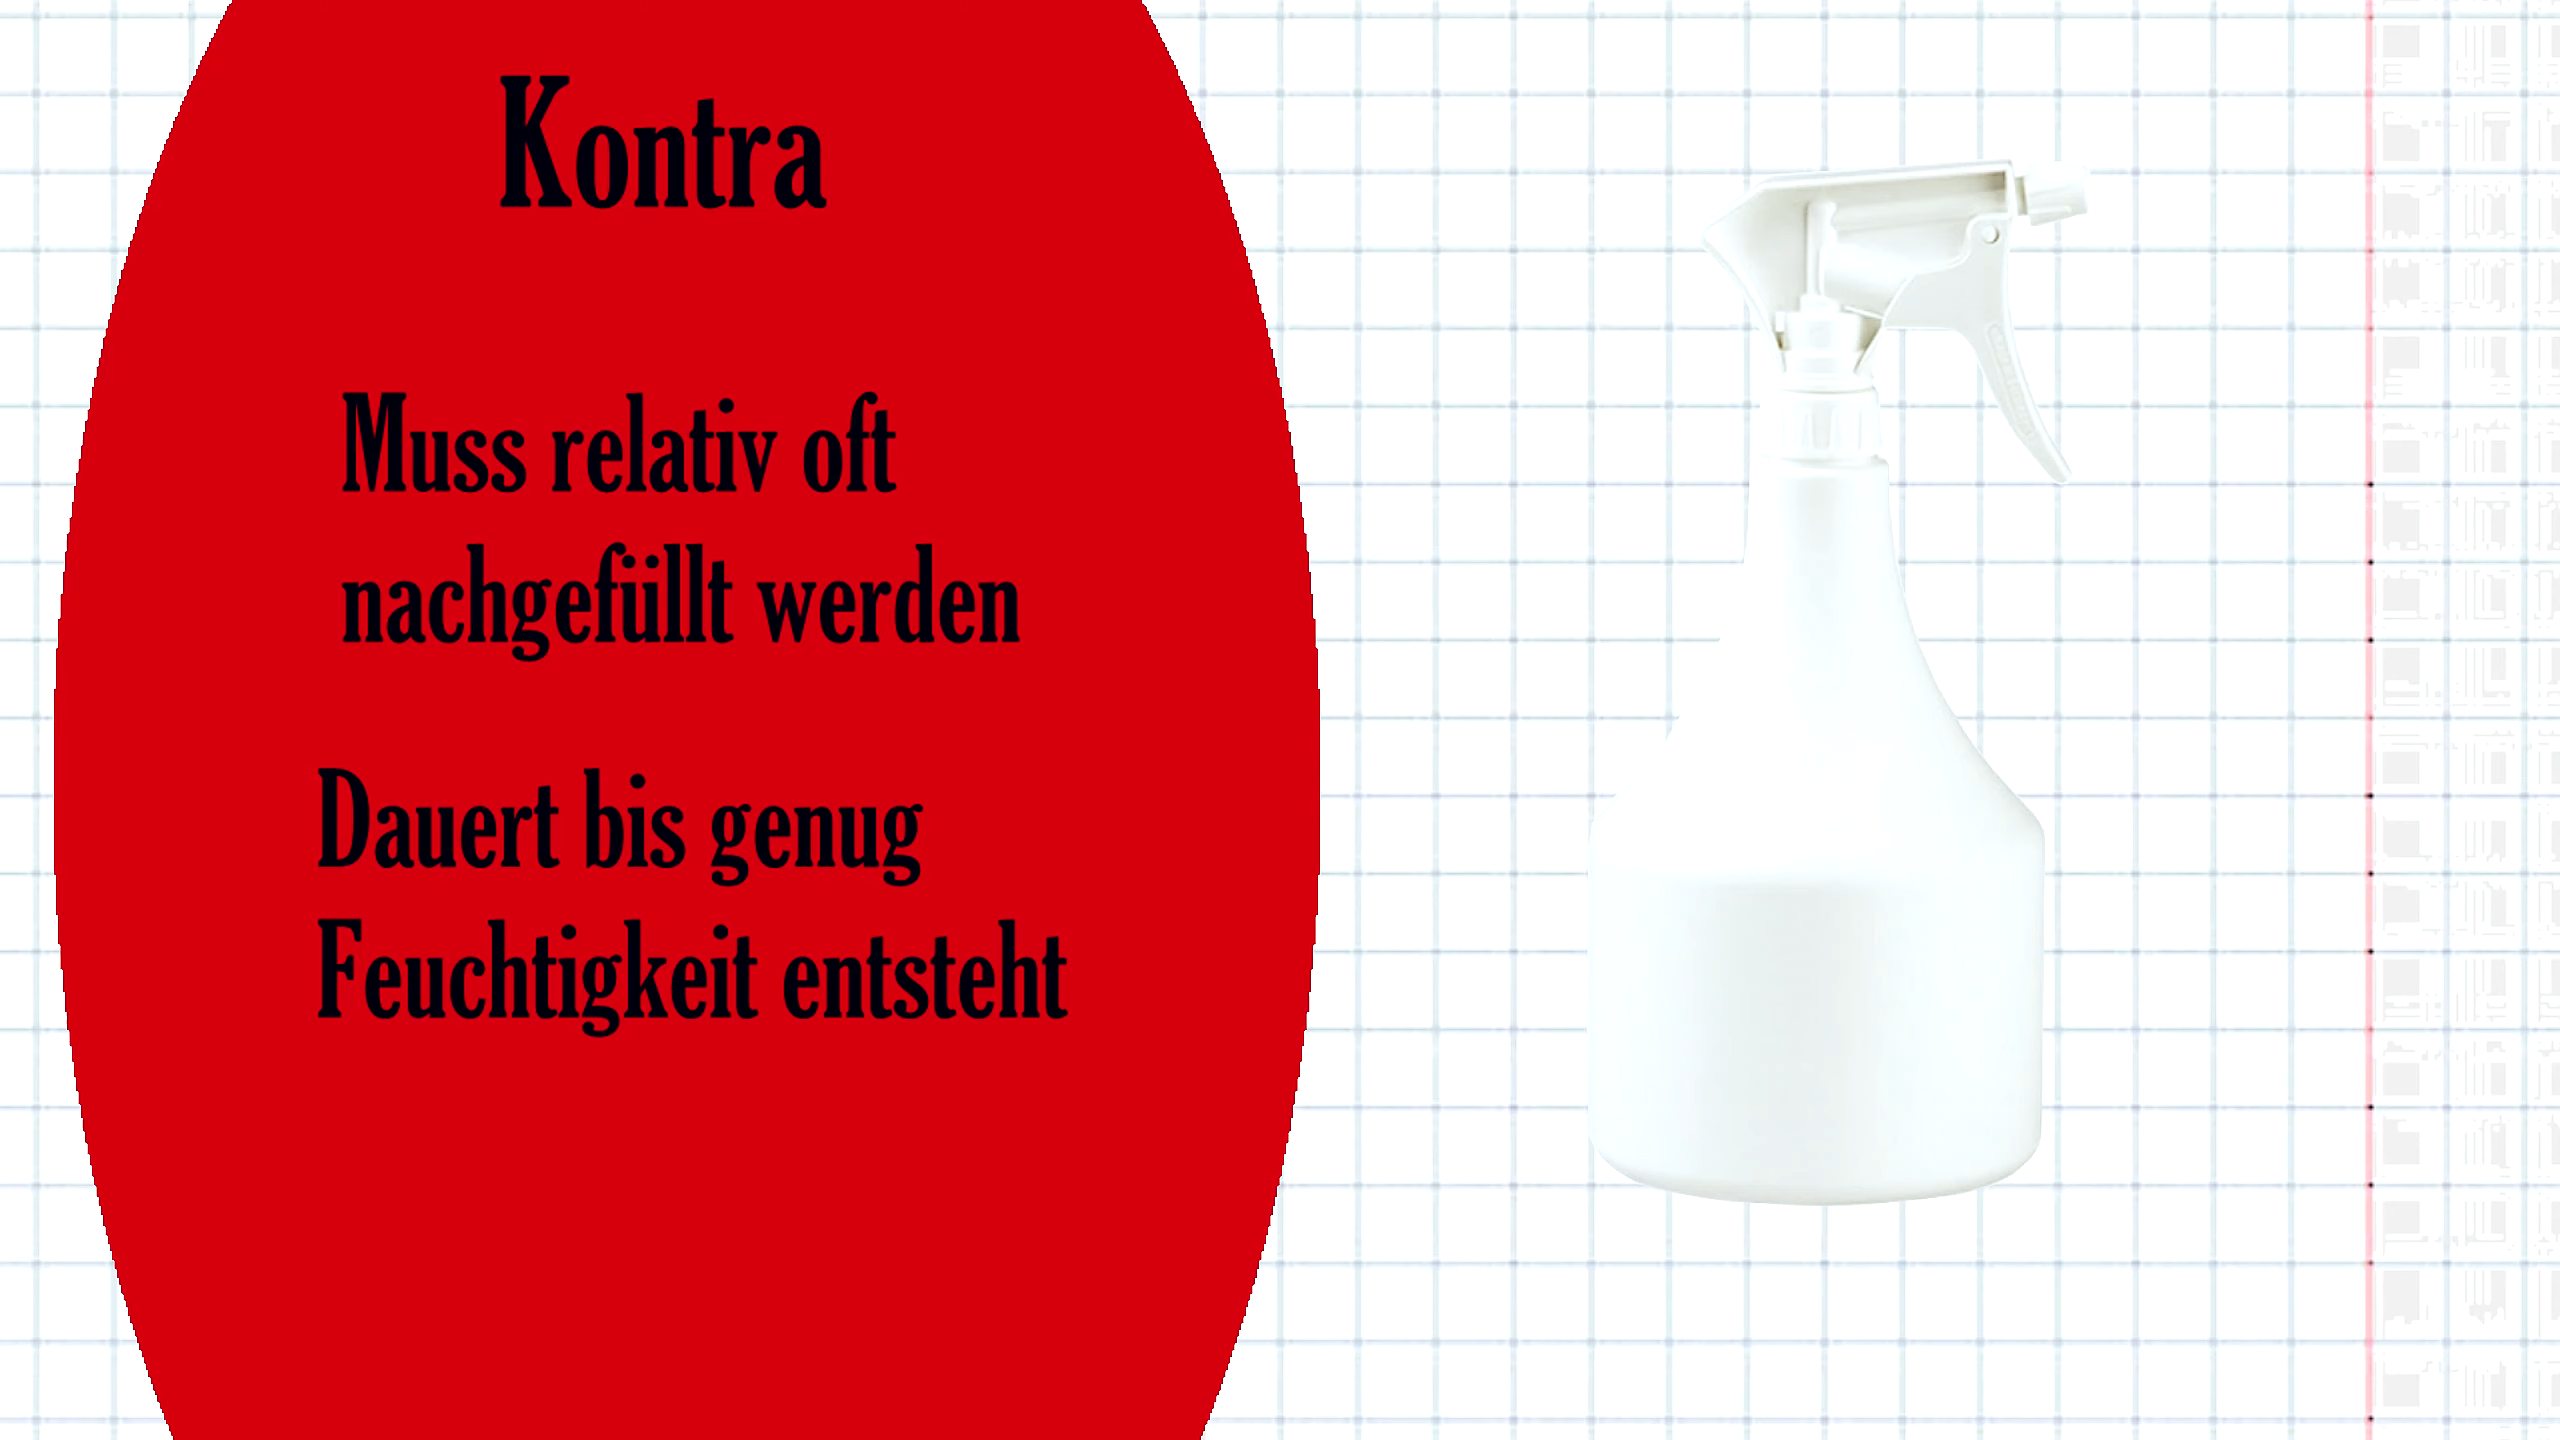 Kontra
Muss relativ oft
nachgefüllt werden
Dauert bis genug
Feuchtigkeit entsteht